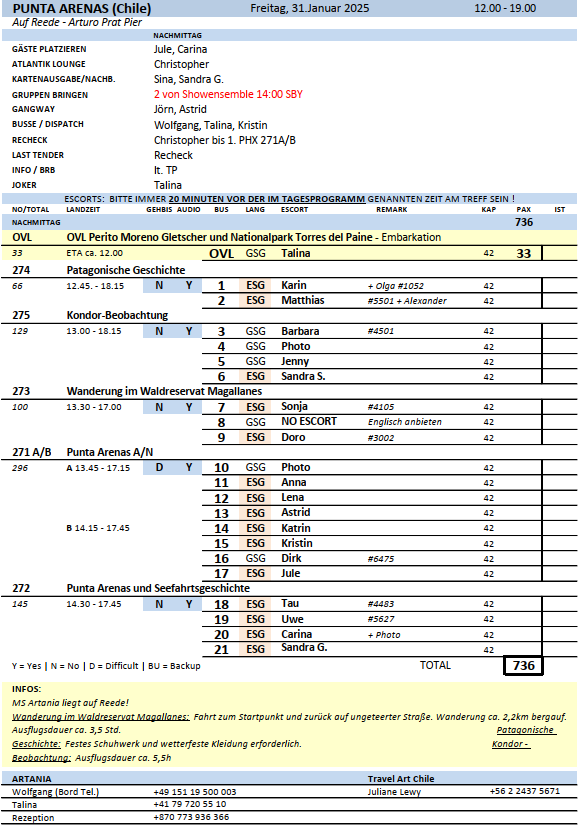 PUNTA ARENAS (Chile) Freitag, 31.Januar 2025 12.00 - 19.00
Auf Reede - Arturo Prat Pier
NACHMITTAG
GÄSTE PLATZIEREN Jule, Carina
ATLANTIK LOUNGE Christopher
KARTENAUSGABE/NACHB. Sina, Sandra G.
GRUPPEN BRINGEN 2 von Showensemble 14:00 SBY
GANGWAY Jörn, Astrid
BUSSE / DISPATCH Wolfgang, Talina, Kristin
RECHECK Christopher bis 1. PHX 271A/B
LAST TENDER Recheck
INFO / BRB lt. TP
JOKER Talina
ESCORTS: BITTE IMMER 20 MINUTEN VOR DER IM TAGESPROGRAMM GENANNTEN ZEIT AM TREFF SEIN !
NO/TOTAL LANDZEIT GEHBIS AUDIO BUS LANG ESCORT REMARK KAP PAX IST
NACHMITTAG 736
OVL OVL Perito Moreno Gletscher und Nationalpark Torres del Paine - Embarkation
33 ETA ca. 12.00 OVL GSG Talina 42 33
274 Patagonische Geschichte
66 12.45. - 18.15 N Y 1 ESG Karin + Olga #1052 42
2 ESG Matthias #5501 + Alexander 42
275 Kondor-Beobachtung
129 13.00 - 18.15 N Y 3 GSG Barbara #4501 42
4 GSG Photo 42
5 GSG Jenny 42
6 ESG Sandra S. 42
273 Wanderung im Waldreservat Magallanes
100 13.30 - 17.00 N Y 7 ESG Sonja #4105 42
8 GSG NO ESCORT Englisch anbieten 42
9 ESG Doro #3002 42
271 A/B Punta Arenas A/N
296 A 13.45 - 17.15 D Y 10 GSG Photo 42
11 ESG Anna 42
12 ESG Lena 42
13 ESG Astrid 42
B 14.15 - 17.45 14 ESG Katrin 42
15 ESG Kristin 42
16 GSG Dirk #6475 42
17 ESG Jule 42
272 Punta Arenas und Seefahrtsgeschichte
145 14.30 - 17.45 N Y 18 ESG Tau #4483 42
19 ESG Uwe #5627 42
20 ESG Carina + Photo 42
21 ESG Sandra G. 42
Y = Yes | N = No | D = Difficult | BU = Backup TOTAL 736
INFOS:
MS Artania liegt auf Reede!
Wanderung im Waldreservat Magallanes: Fahrt zum Startpunkt und zurück auf ungeteerter Straße. Wanderung ca. 2,2km bergauf.
Ausflugsdauer ca. 3,5 Std. Patagonische
Geschichte: Festes Schuhwerk und wetterfeste Kleidung erforderlich. Kondor -
Beobachtung: Ausflugsdauer ca. 5,5h
ARTANIA Travel Art Chile
Wolfgang (Bord Tel.) +49 151 19 500 003 Juliane Lewy +56 2 2437 5671
Talina +41 79 720 55 10
Rezeption +870 773 936 366